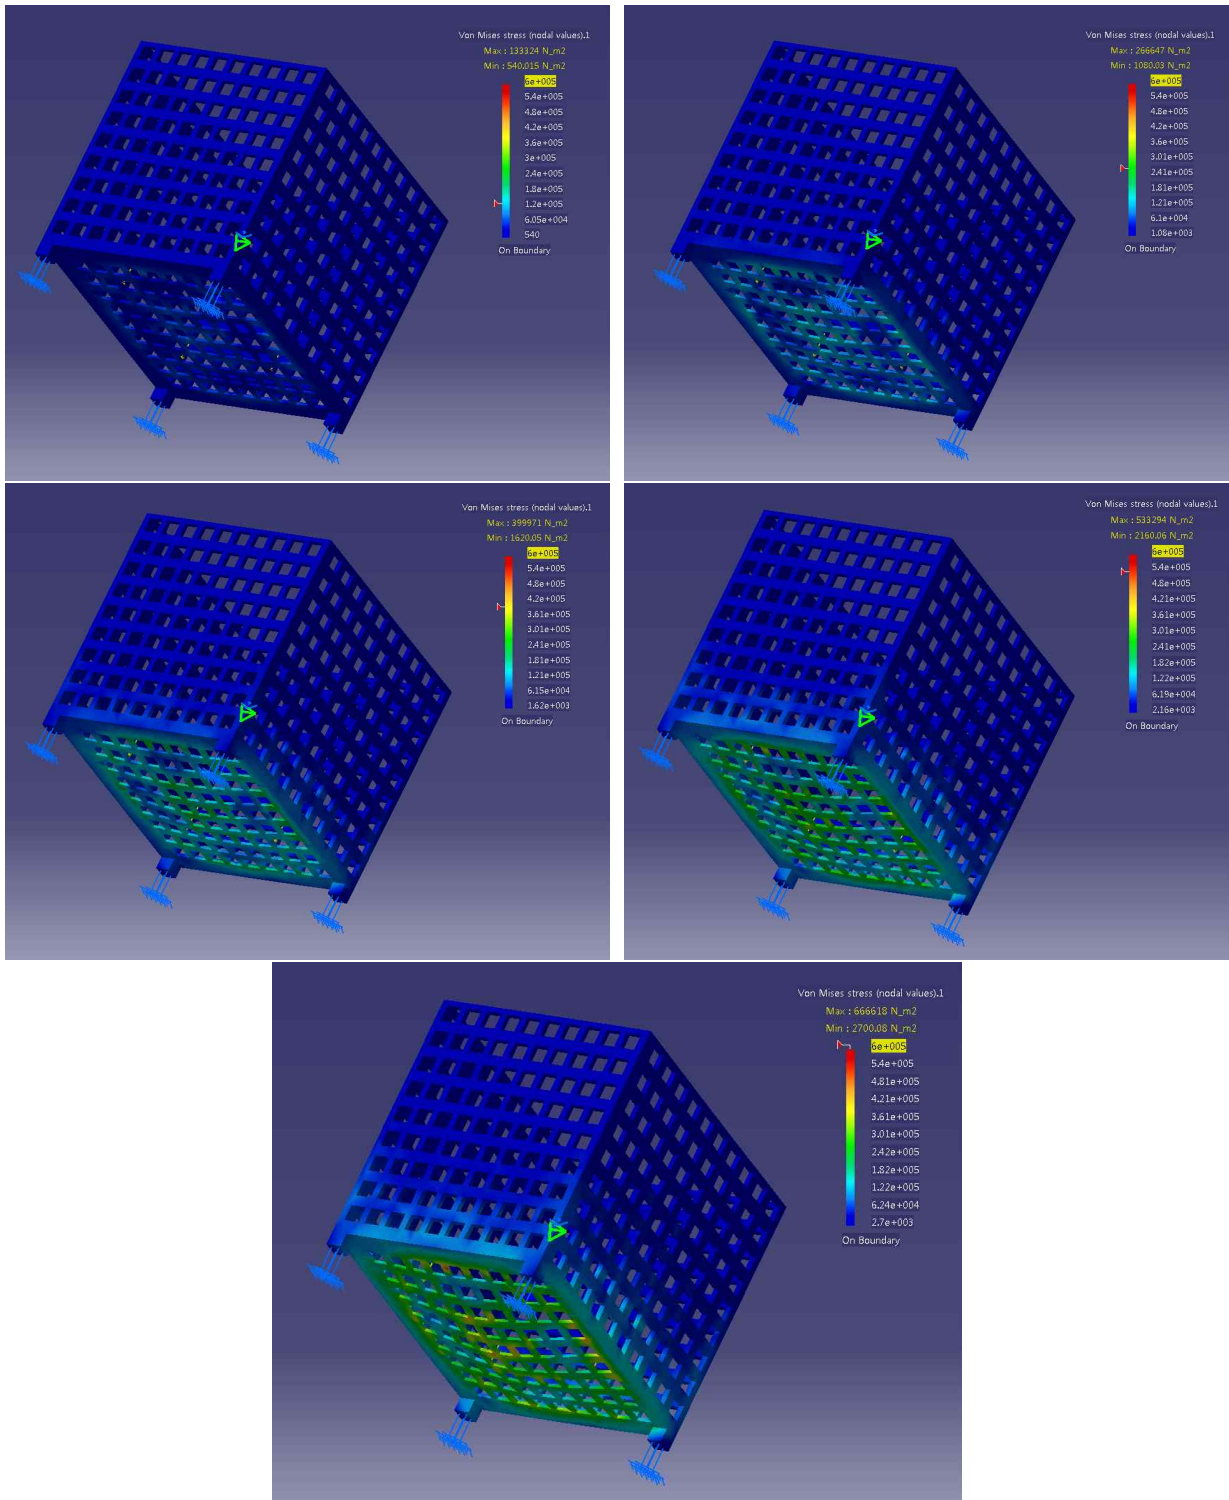 Von Mises stress (nodal values).1
Max : 133324 N_m2
Min : 540.015 N_m2
6e+005
5.4e+005
4.8e+005
4.2e+005
3.6e+005
3e+005
2.4e+005
1.8e+005
1.2e+005
6.05e+004
540
On Boundary
Von Mises stress (nodal values).1
Max : 266647 N_m2
Min : 1080.03 N_m2
6e+005
5.4e+005
4.8e+005
4.2e+005
3.6e+005
3.01e+005
2.41e+005
1.81e+005
1.21e+005
6.1e+004
1.08e+003
On Boundary
Von Mises stress (nodal values).1
Max : 399971 N_m2
Min : 1620.05 N_m2
6e+005
5.4e+005
4.8e+005
4.2e+005
3.61e+005
3.01e+005
2.41e+005
1.81e+005
1.21e+005
6.15e+004
1.62e+003
On Boundary
Von Mises stress (nodal values).1
Max : 533294 N_m2
Min : 2160.06 N_m2
6e+005
5.4e+005
4.8e+005
4.21e+005
3.61e+005
3.01e+005
2.41e+005
1.82e+005
1.22e+005
6.19e+004
2.16e+003
On Boundary
Von Mises stress (nodal values).1
Max : 666618 N_m2
Min : 2700.08 N_m2
6e+005
5.4e+005
4.81e+005
4.21e+005
3.61e+005
3.01e+005
2.42e+005
1.82e+005
1.22e+005
6.24e+004
2.7e+003
On Boundary